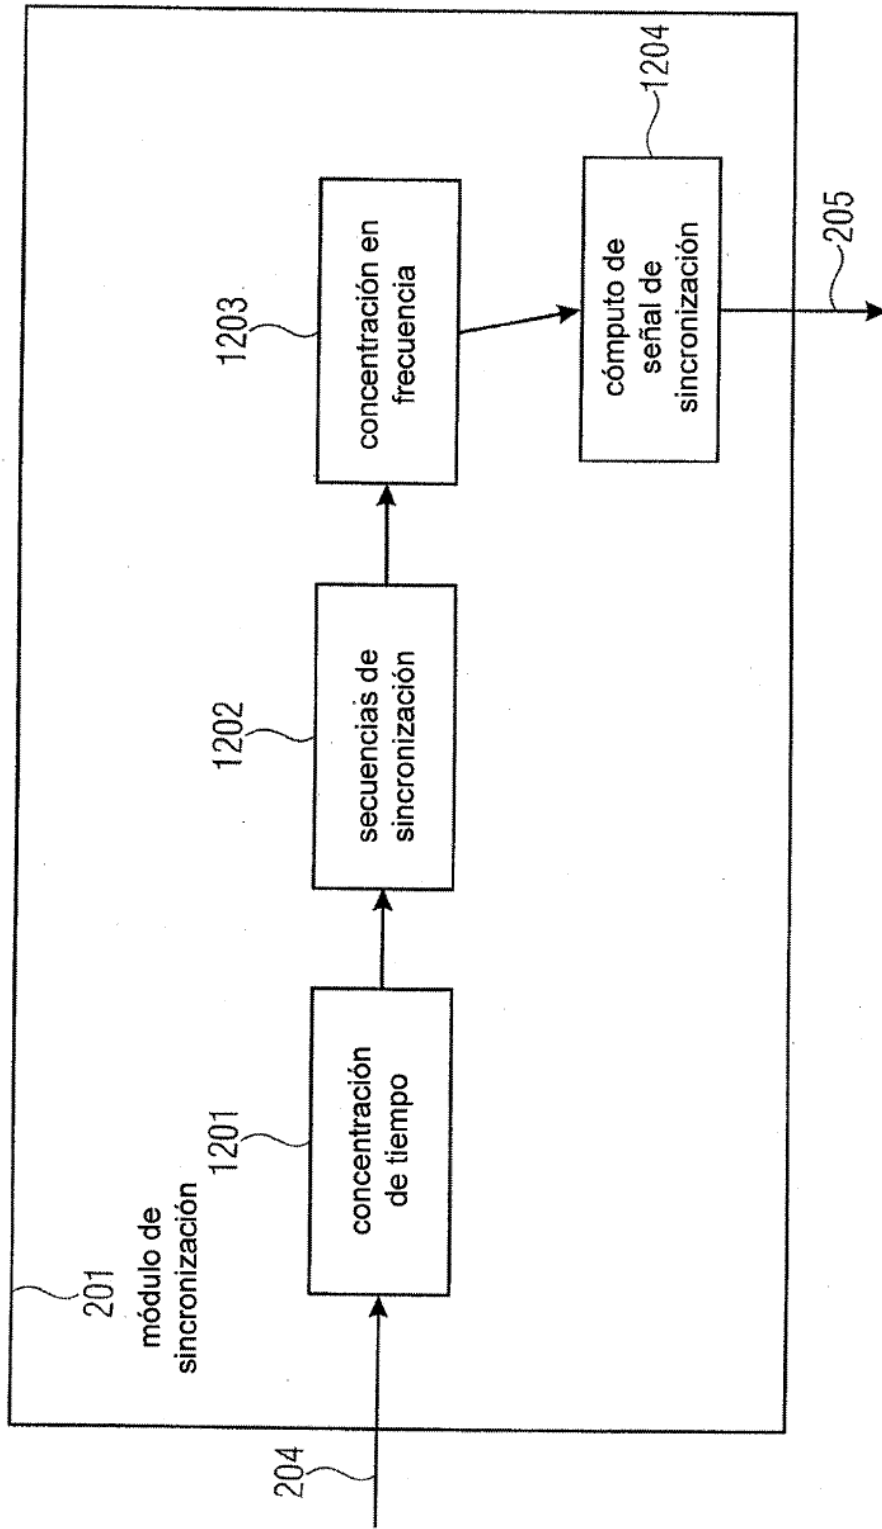 201
módulo de
sincronización
204
1201
concentración
de tiempo
1202
secuencias de
sincronización
1203
concentración en
frecuencia
1204
cómputo de
señal de
sincronización
205